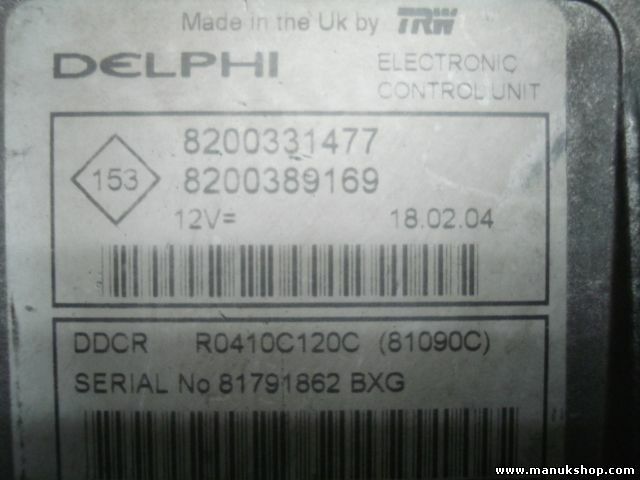 Made in the Uk by TRW
DELPHI
ELECTRONIC
CONTROL UNIT
153
8200331477
8200389169
12V=
18.02.04
DDCR R0410C120C (81090C)
SERIAL No 81791862 BXG
www.manukshop.com